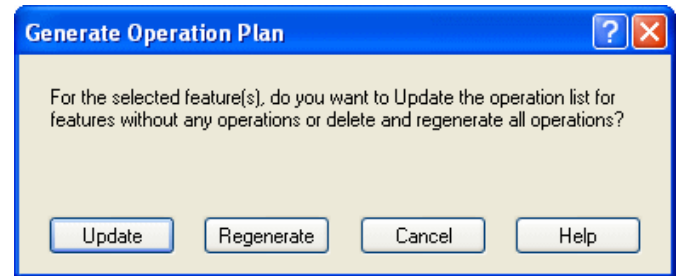 Generate Operation Plan
For the selected feature(s), do you want to Update the operation list for
features without any operations or delete and regenerate all operations?
Update Regenerate Cancel Help